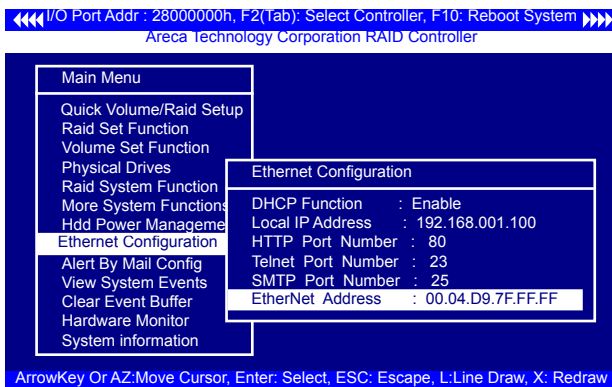 I/O Port Addr : 28000000h, F2(Tab): Select Controller, F10: Reboot System
Areca Technology Corporation RAID Controller
Main Menu
Quick Volume/Raid Setup
Raid Set Function
Volume Set Function
Physical Drives
Raid System Function
More System Functions
Hdd Power Manageme
Ethernet Configuration
Alert By Mail Config
View System Events
Clear Event Buffer
Hardware Monitor
System information
Ethernet Configuration
DHCP Function : Enable
Local IP Address : 192.168.001.100
HTTP Port Number : 80
Telnet Port Number : 23
SMTP Port Number : 25
EtherNet Address : 00.04.D9.7F.FF.FF
ArrowKey Or AZ:Move Cursor, Enter: Select, ESC: Escape, L:Line Draw, X: Redraw